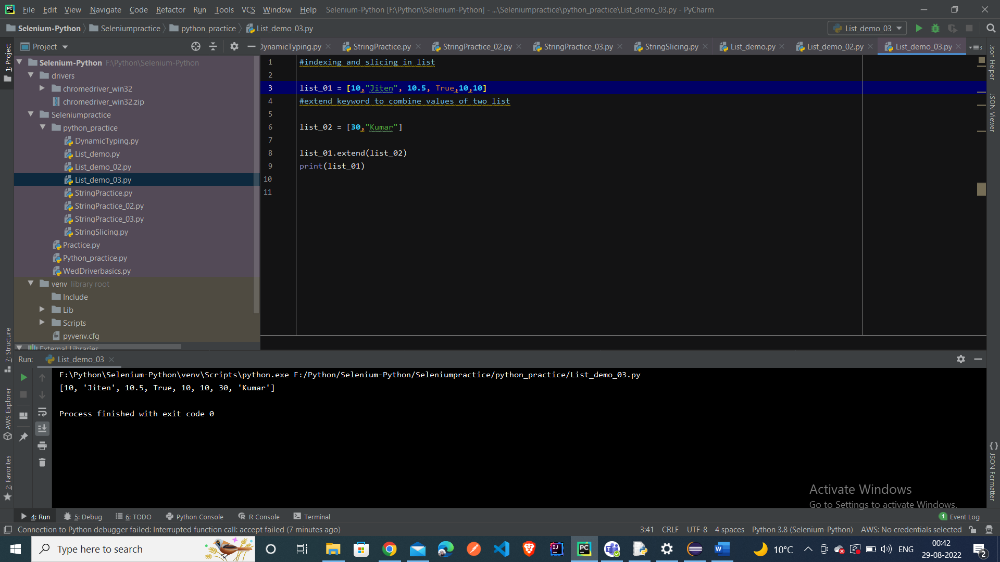 File Edit View Navigate Code Refactor Run Tools VCS Window Help Selenium-Python [F:\Python\Selenium-Python] - ...\Seleniumpractice\python_practice\List_demo_03.py - PyCharm
Selenium-Python Seleniumpractice python_practice List_demo_03.py List_demo_03
Project DynamicTyping.py StringPractice.py StringPractice_02.py StringPractice_03.py StringSlicing.py List_demo.py List_demo_02.py List_demo_03.py 3
1: Project
Selenium-Python F:\Python\Selenium-Python
drivers
chromedriver_win32
chromedriver_win32.zip
Seleniumpractice
python_practice
DynamicTyping.py
List_demo.py
List_demo_02.py
List_demo_03.py
StringPractice.py
StringPractice_02.py
StringPractice_03.py
StringSlicing.py
Practice.py
Python_practice.py
WedDriverbasics.py
venv library root
Include
Lib
Scripts
pyvenv.cfg
External Libraries
1 #indexing and slicing in list
2
3 list_01 = [10,"Jiten", 10.5, True,10,10]
4 #extend keyword to combine values of two list
5
6 list_02 = [30,"Kumar"]
7
8 list_01.extend(list_02)
9 print(list_01)
10
11
Json Helper
JSON Viewer
JSON Formatter
7: Structure
AWS Explorer
2: Favorites
Run: List_demo_03
F:\Python\Selenium-Python\venv\Scripts\python.exe F:/Python/Selenium-Python/Seleniumpractice/python_practice/List_demo_03.py
[10, 'Jiten', 10.5, True, 10, 10, 30, 'Kumar']
Process finished with exit code 0
Activate Windows
Go to Settings to activate Windows.
4: Run 5: Debug 6: TODO Python Console R Console Terminal 1 Event Log
Connection to Python debugger failed: Interrupted function call: accept failed (7 minutes ago) 3:41 CRLF UTF-8 4 spaces Python 3.8 (Selenium-Python) AWS: No credentials selected
Type here to search 10°C ENG 00:42
29-08-2022 2